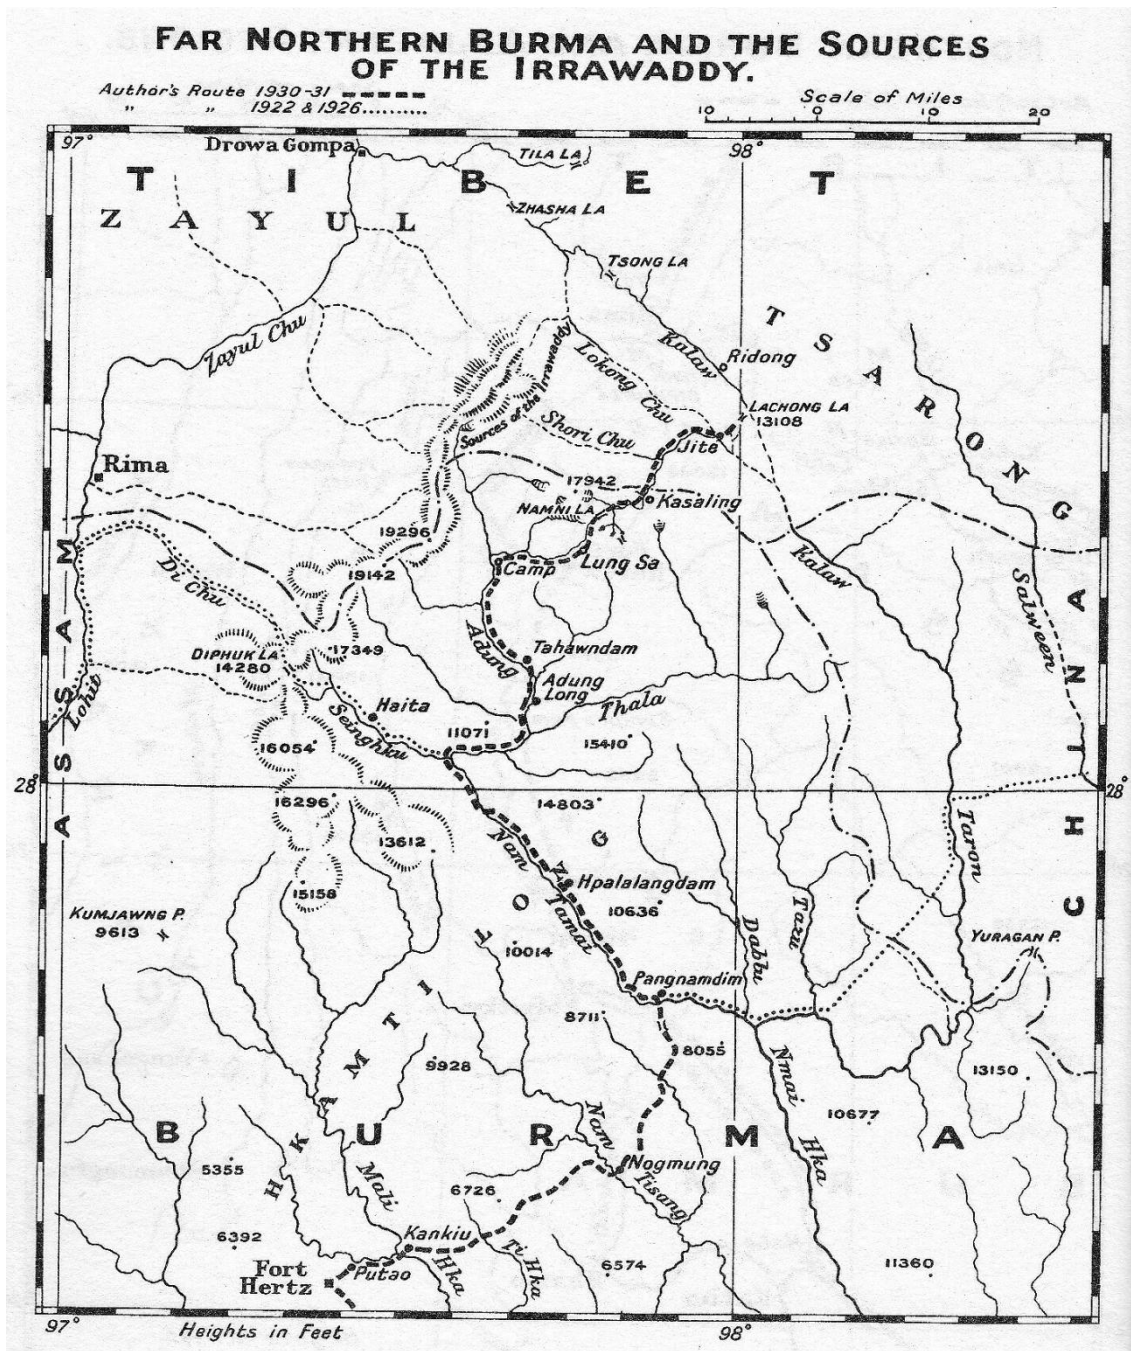 FAR NORTHERN BURMA AND THE SOURCES
OF THE IRRAWADDY.
Author's Route 1930-31
" " 1922 & 1926..........
Scale of Miles
10 0 10 20
97° 98°
Drowa Gompa
TILA LA
TIBET
ZAYUL
ZHASHA LA
TSONG LA
Zayul Chu
TSARONG
Kalaw
Ridong
Lokong Chu
Sources of the Irrawaddy
LACHONG LA
13108
Shori Chu
Jite
Rima
17942
NAMNI LA
Kasaling
19296
Lung Sa
Camp
19142
Kalaw
Salween
Di Chu
ASSAM
CHINA
Lohit
DIPHUK LA
14280
17349
Adung
Tahawndam
Adung
Long
Thala
Haita
Seinghku
11071
15410
16054
28° 28°
16296
14803
13612
Nam Tamai
Taron
15158
Hpalalangdam
10636
KUMJAWNG P.
9613
HKAMTI LONG
10014
Dablu
Tazu
YURAGAN P.
Pangnamdim
8711
8055
9928
Nmai Hka
13150
10677
BURMA
Nam Tisang
5355
Mali Hka
6726
Nogmung
6392
Kankiu
Ti Hka
Fort
Hertz
Putao
6574
11360
97° 98°
Heights in Feet